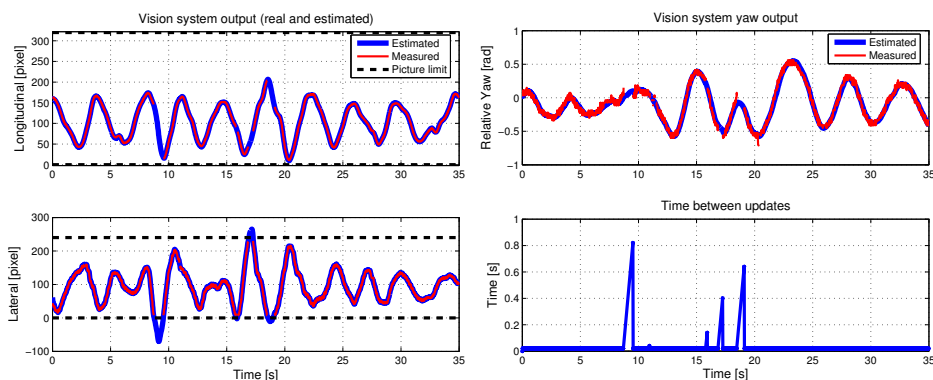 Vision system output (real and estimated)
Longitudinal [pixel]
300
250
200
150
100
50
0
0 5 10 15 20 25 30 35
Estimated
Measured
Picture limit
Vision system yaw output
Relative Yaw [rad]
1
0.5
0
−0.5
−1
0 5 10 15 20 25 30 35
Estimated
Measured
Lateral [pixel]
300
200
100
0
−100
0 5 10 15 20 25 30 35
Time [s]
Time between updates
Time [s]
1
0.8
0.6
0.4
0.2
0
0 5 10 15 20 25 30 35
Time [s]